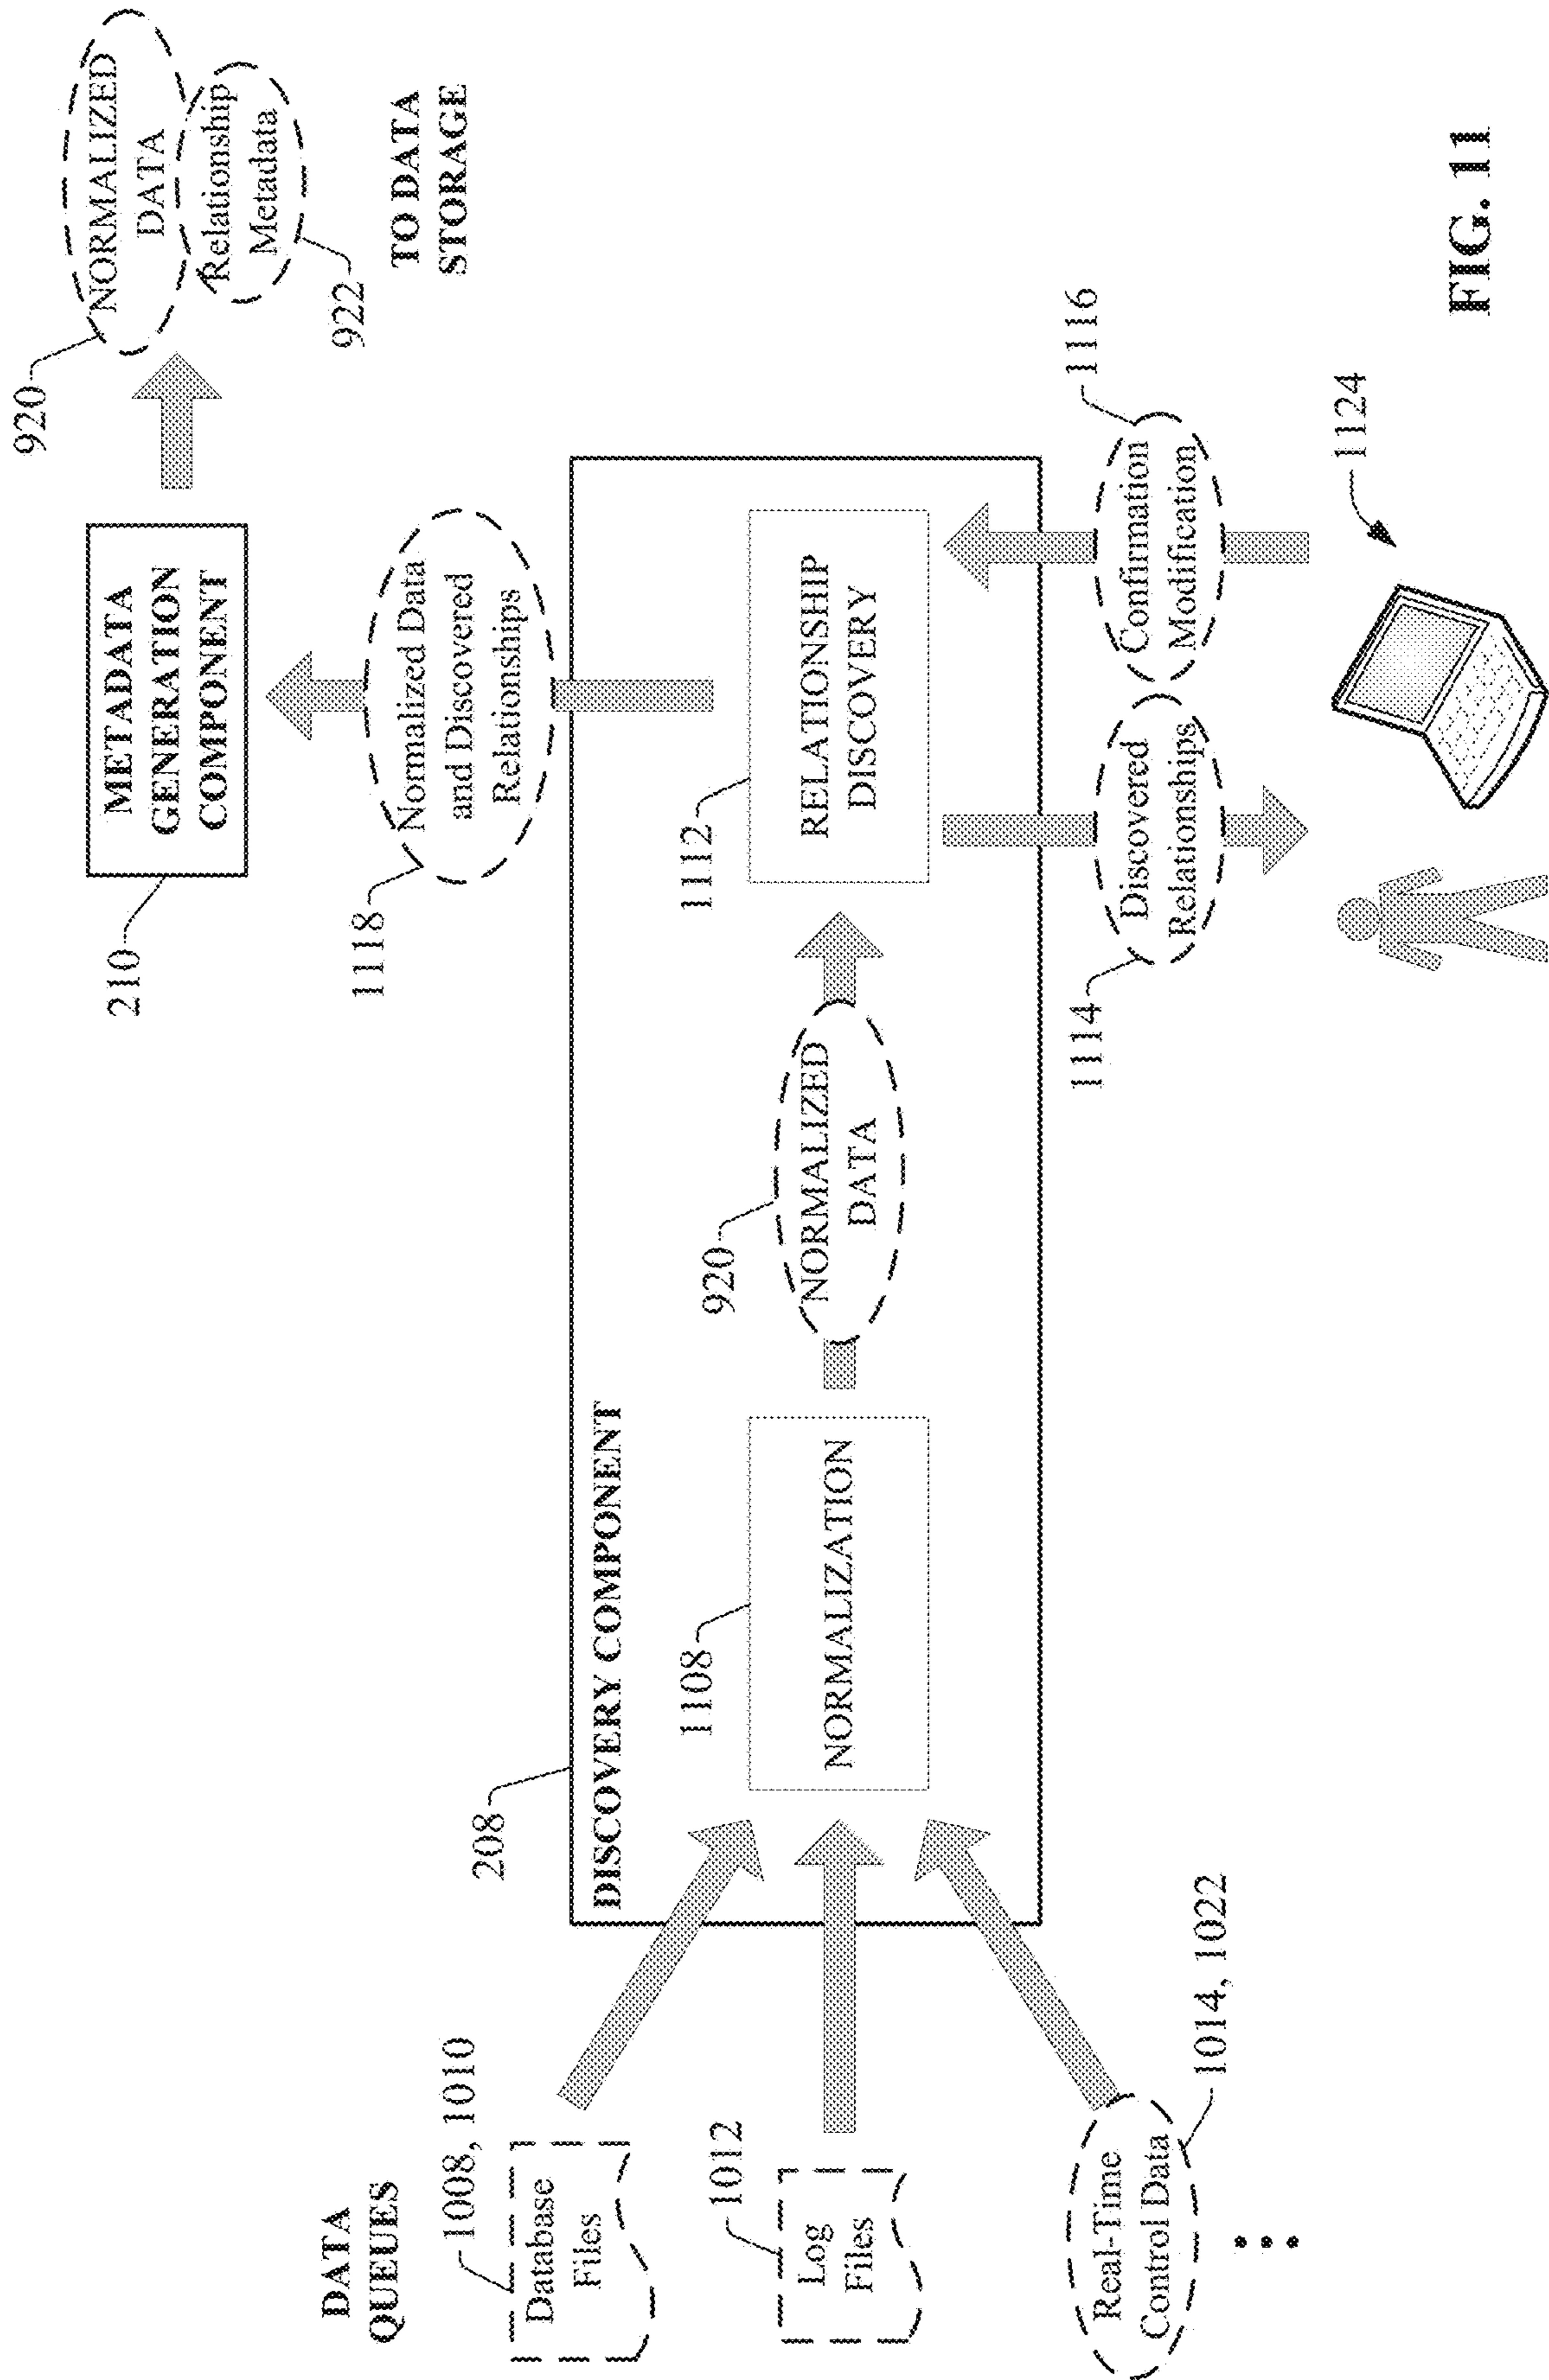 DATA
QUEUES
1008, 1010
Database
Files
1012
Log
Files
Real-Time
Control Data
1014, 1022
208
DISCOVERY COMPONENT
1108
NORMALIZATION
920
NORMALIZED
DATA
1112
RELATIONSHIP
DISCOVERY
1114
Discovered
Relationships
1116
Confirmation
Modification
1124
1118
Normalized Data
and Discovered
Relationships
210
METADATA
GENERATION
COMPONENT
920
NORMALIZED
DATA
Relationship
Metadata
922
TO DATA
STORAGE
FIG. 11